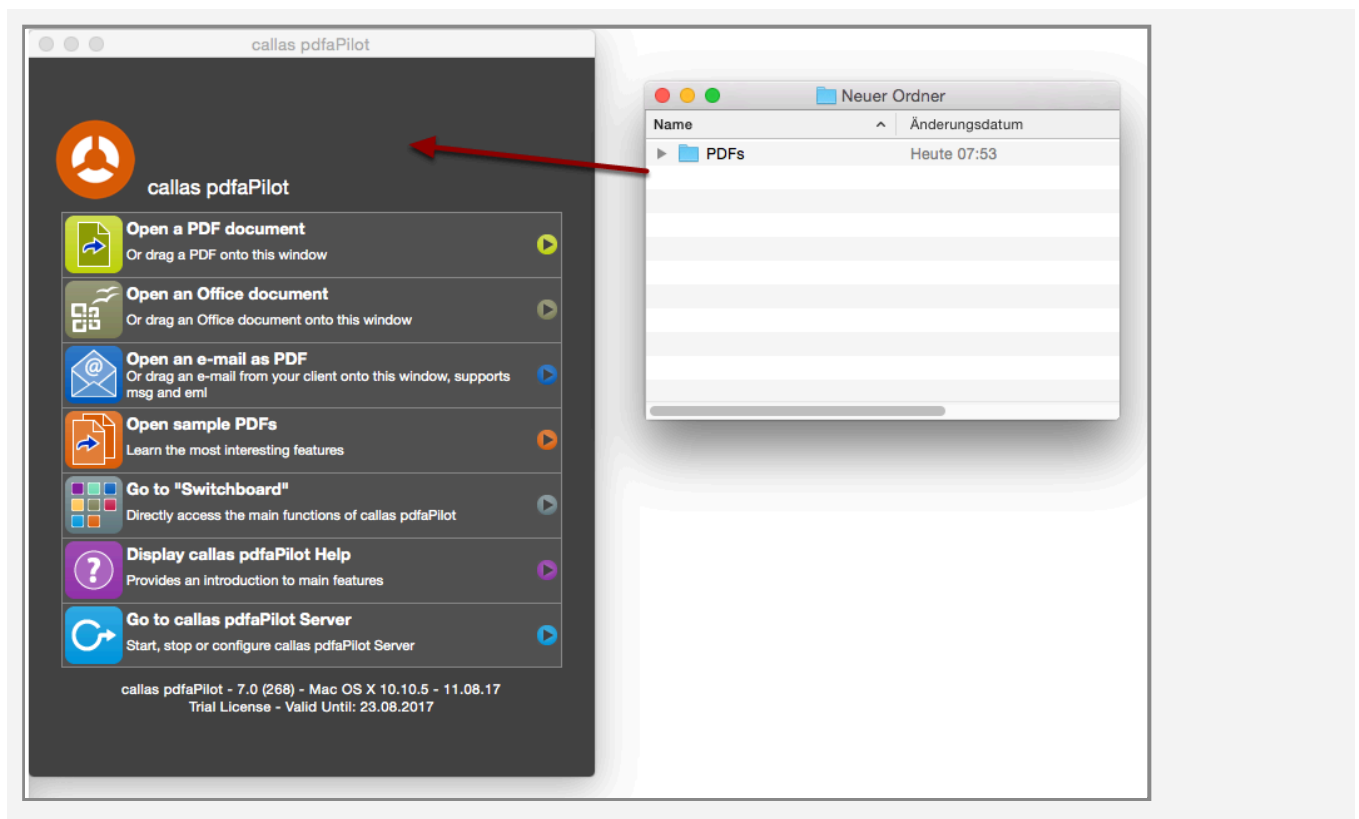 callas pdfaPilot
callas pdfaPilot
Open a PDF document
Or drag a PDF onto this window
Open an Office document
Or drag an Office document onto this window
Open an e-mail as PDF
Or drag an e-mail from your client onto this window, supports
msg and eml
Open sample PDFs
Learn the most interesting features
Go to "Switchboard"
Directly access the main functions of callas pdfaPilot
Display callas pdfaPilot Help
Provides an introduction to main features
Go to callas pdfaPilot Server
Start, stop or configure callas pdfaPilot Server
callas pdfaPilot - 7.0 (268) - Mac OS X 10.10.5 - 11.08.17
Trial License - Valid Until: 23.08.2017
Neuer Ordner
Name Änderungsdatum
PDFs Heute 07:53